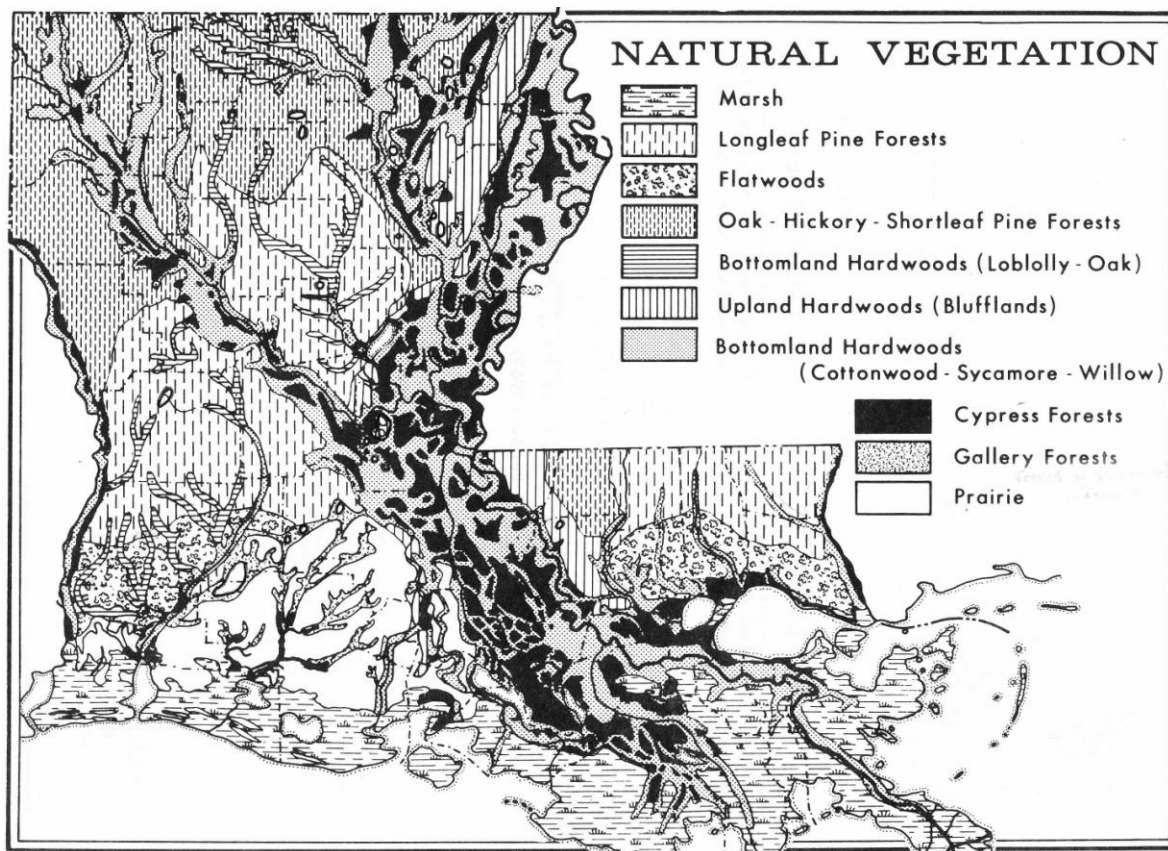 NATURAL VEGETATION
Marsh
Longleaf Pine Forests
Flatwoods
Oak - Hickory - Shortleaf Pine Forests
Bottomland Hardwoods (Loblolly - Oak)
Upland Hardwoods (Blufflands)
Bottomland Hardwoods
(Cottonwood - Sycamore - Willow)
Cypress Forests
Gallery Forests
Prairie